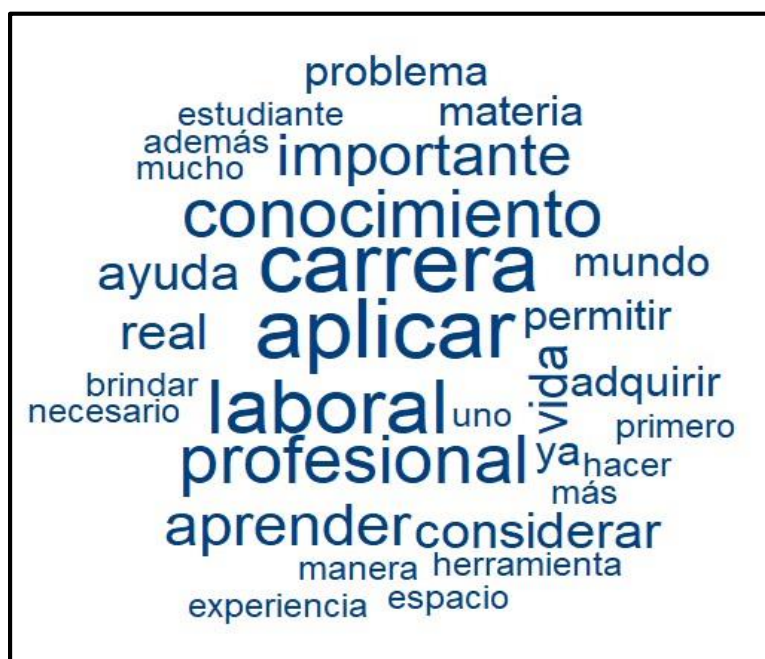 problema
estudiante materia
además
mucho importante
conocimiento
carrera mundo
ayuda
aplicar permitir
real
vida adquirir
brindar
necesario laboral uno primero
profesional ya hacer
más
aprender considerar
manera herramienta
experiencia espacio